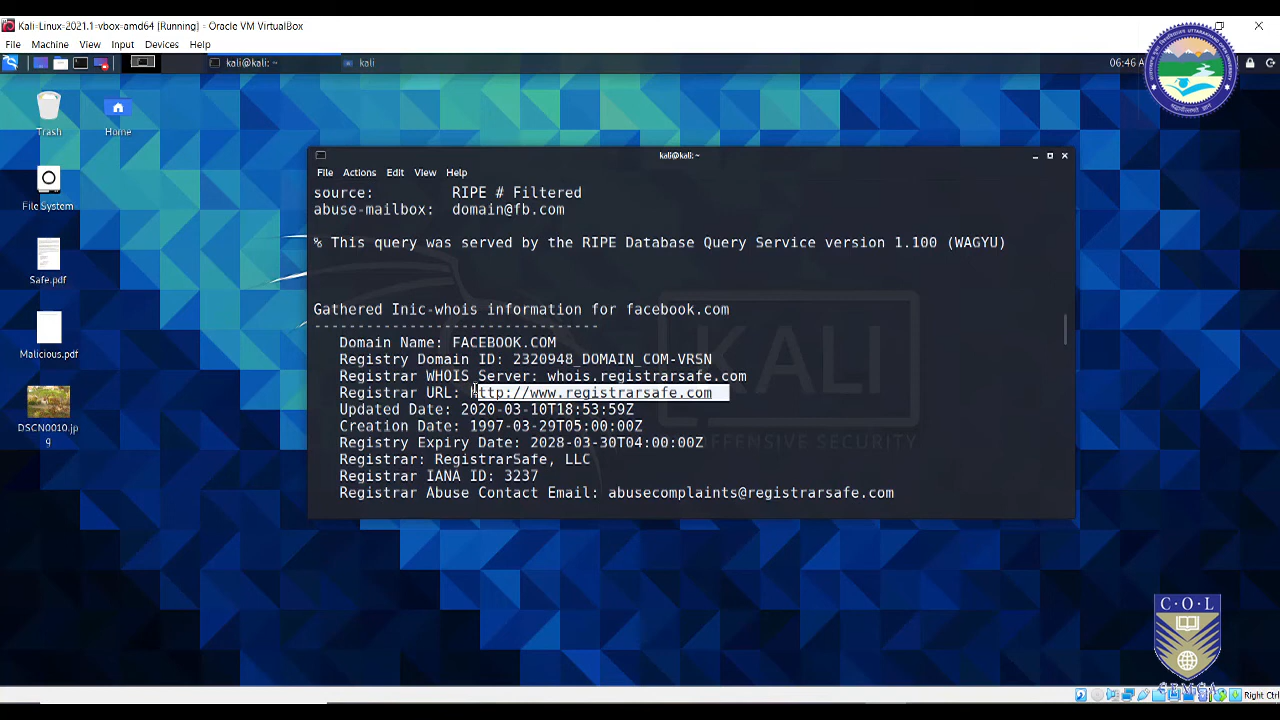 Kali-Linux-2021.1-vbox-amd64 [Running] - Oracle VM VirtualBox
File Machine View Input Devices Help
kali@kali: ~
kali
06:46
Trash
Home
File System
Safe.pdf
Malicious.pdf
DSCN0010.jp
g
kali@kali: ~
File Actions Edit View Help
source: RIPE # Filtered
abuse-mailbox: domain@fb.com
% This query was served by the RIPE Database Query Service version 1.100 (WAGYU)
Gathered Inic-whois information for facebook.com
---------------------------------
Domain Name: FACEBOOK.COM
Registry Domain ID: 2320948_DOMAIN_COM-VRSN
Registrar WHOIS Server: whois.registrarsafe.com
Registrar URL: http://www.registrarsafe.com
Updated Date: 2020-03-10T18:53:59Z
Creation Date: 1997-03-29T05:00:00Z
Registry Expiry Date: 2028-03-30T04:00:00Z
Registrar: RegistrarSafe, LLC
Registrar IANA ID: 3237
Registrar Abuse Contact Email: abusecomplaints@registrarsafe.com
KALI
OFFENSIVE SECURITY
C·O·L
CEMCA
Right Ctrl